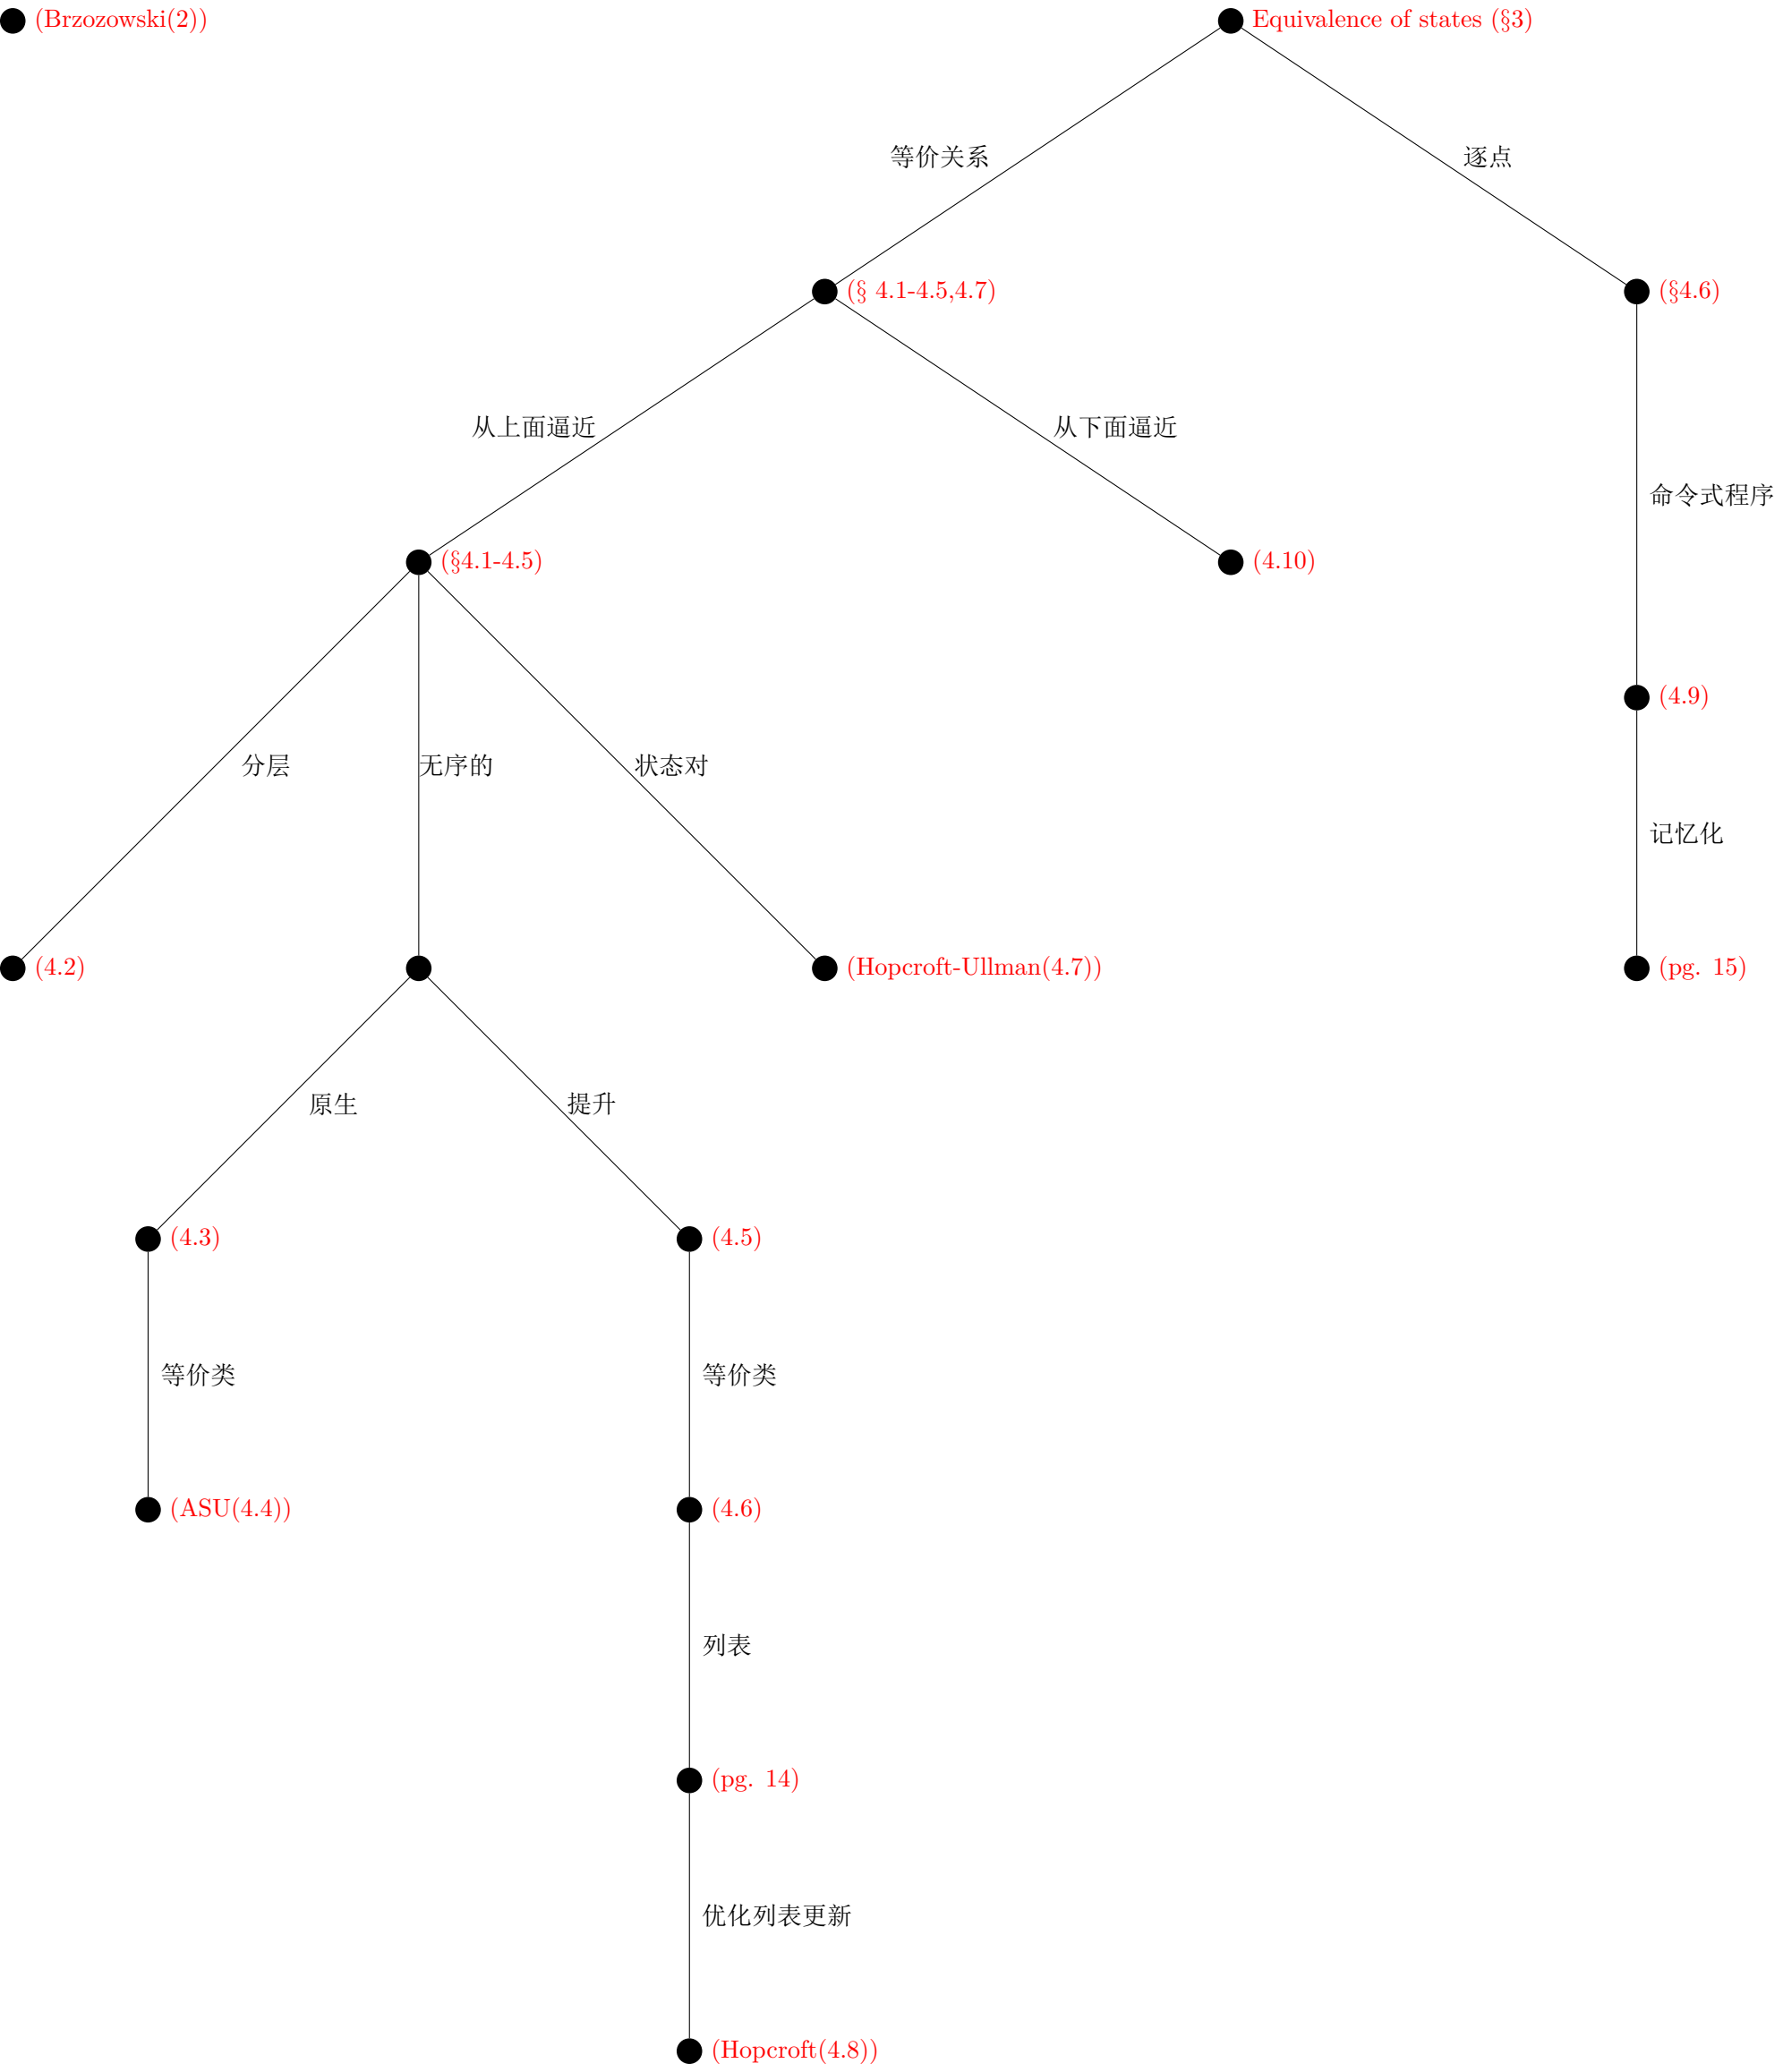 (Brzozowski(2))
Equivalence of states (§3)
等价关系
逐点
(§ 4.1-4.5,4.7)
(§4.6)
从上面逼近
从下面逼近
命令式程序
(§4.1-4.5)
(4.10)
(4.9)
分层
无序的
状态对
记忆化
(4.2)
(Hopcroft-Ullman(4.7))
(pg. 15)
原生
提升
(4.3)
(4.5)
等价类
等价类
(ASU(4.4))
(4.6)
列表
(pg. 14)
优化列表更新
(Hopcroft(4.8))